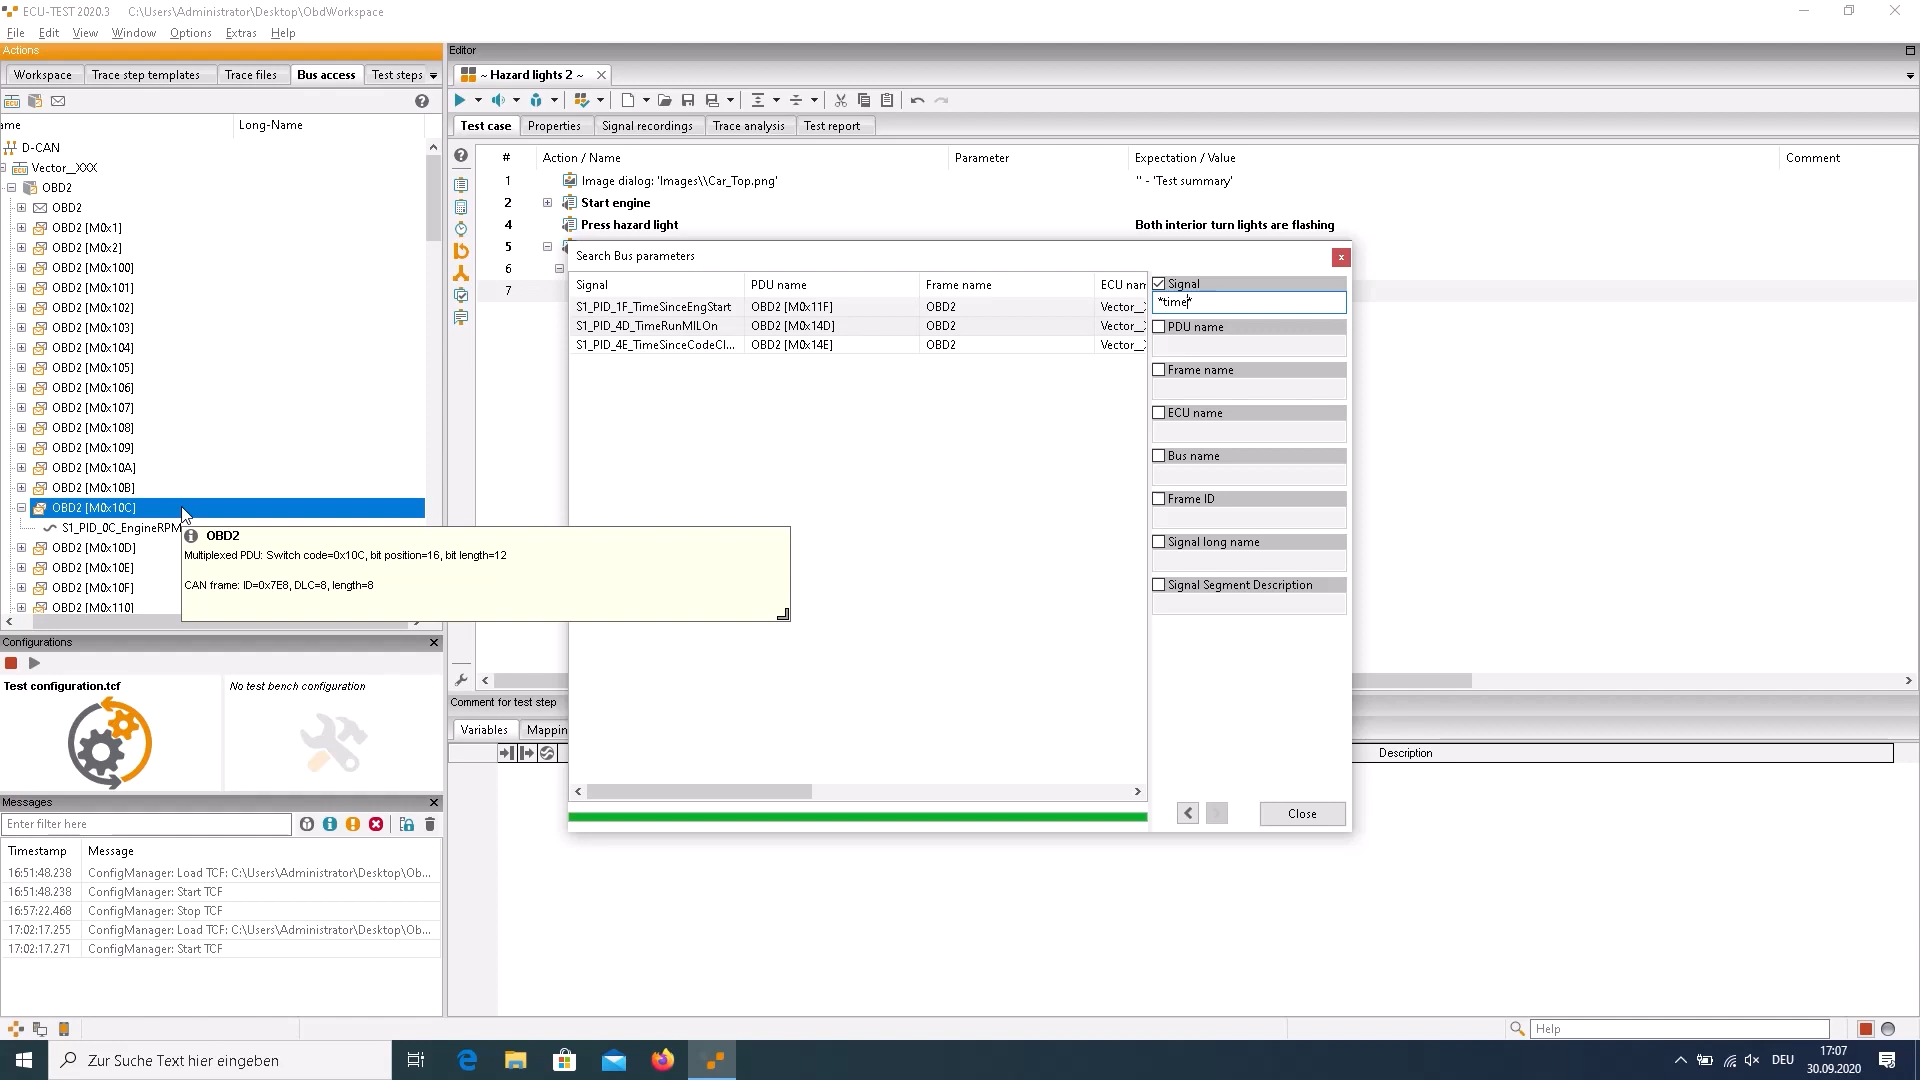 ECU-TEST 2020.3 C:\Users\Administrator\Desktop\ObdWorkspace
File Edit View Window Options Extras Help
Actions
Workspace Trace step templates Trace files Bus access Test steps
ame Long-Name
D-CAN
Vector__XXX
OBD2
OBD2
OBD2 [M0x1]
OBD2 [M0x2]
OBD2 [M0x100]
OBD2 [M0x101]
OBD2 [M0x102]
OBD2 [M0x103]
OBD2 [M0x104]
OBD2 [M0x105]
OBD2 [M0x106]
OBD2 [M0x107]
OBD2 [M0x108]
OBD2 [M0x109]
OBD2 [M0x10A]
OBD2 [M0x10B]
OBD2 [M0x10C]
S1_PID_0C_EngineRPM
OBD2 [M0x10D]
OBD2 [M0x10E]
OBD2 [M0x10F]
OBD2 [M0x110]
OBD2
Multiplexed PDU: Switch code=0x10C, bit position=16, bit length=12
CAN frame: ID=0x7E8, DLC=8, length=8
Configurations
Test configuration.tcf No test bench configuration
Messages
Enter filter here
Timestamp Message
16:51:48.238 ConfigManager: Load TCF: C:\Users\Administrator\Desktop\Ob...
16:51:48.238 ConfigManager: Start TCF
16:57:22.468 ConfigManager: Stop TCF
17:02:17.255 ConfigManager: Load TCF: C:\Users\Administrator\Desktop\Ob...
17:02:17.271 ConfigManager: Start TCF
Editor
~ Hazard lights 2 ~
Test case Properties Signal recordings Trace analysis Test report
# Action / Name Parameter Expectation / Value Comment
1 Image dialog: 'Images\\Car_Top.png' '' - 'Test summary'
2 Start engine
4 Press hazard light Both interior turn lights are flashing
5
6
7
Search Bus parameters
Signal PDU name Frame name ECU nam
S1_PID_1F_TimeSinceEngStart OBD2 [M0x11F] OBD2 Vector__
S1_PID_4D_TimeRunMILOn OBD2 [M0x14D] OBD2 Vector__
S1_PID_4E_TimeSinceCodeCl... OBD2 [M0x14E] OBD2 Vector__
Signal
*time*
PDU name
Frame name
ECU name
Bus name
Frame ID
Signal long name
Signal Segment Description
Close
Comment for test step
Variables Mappin
Description
Help
Zur Suche Text hier eingeben
DEU
17:07
30.09.2020